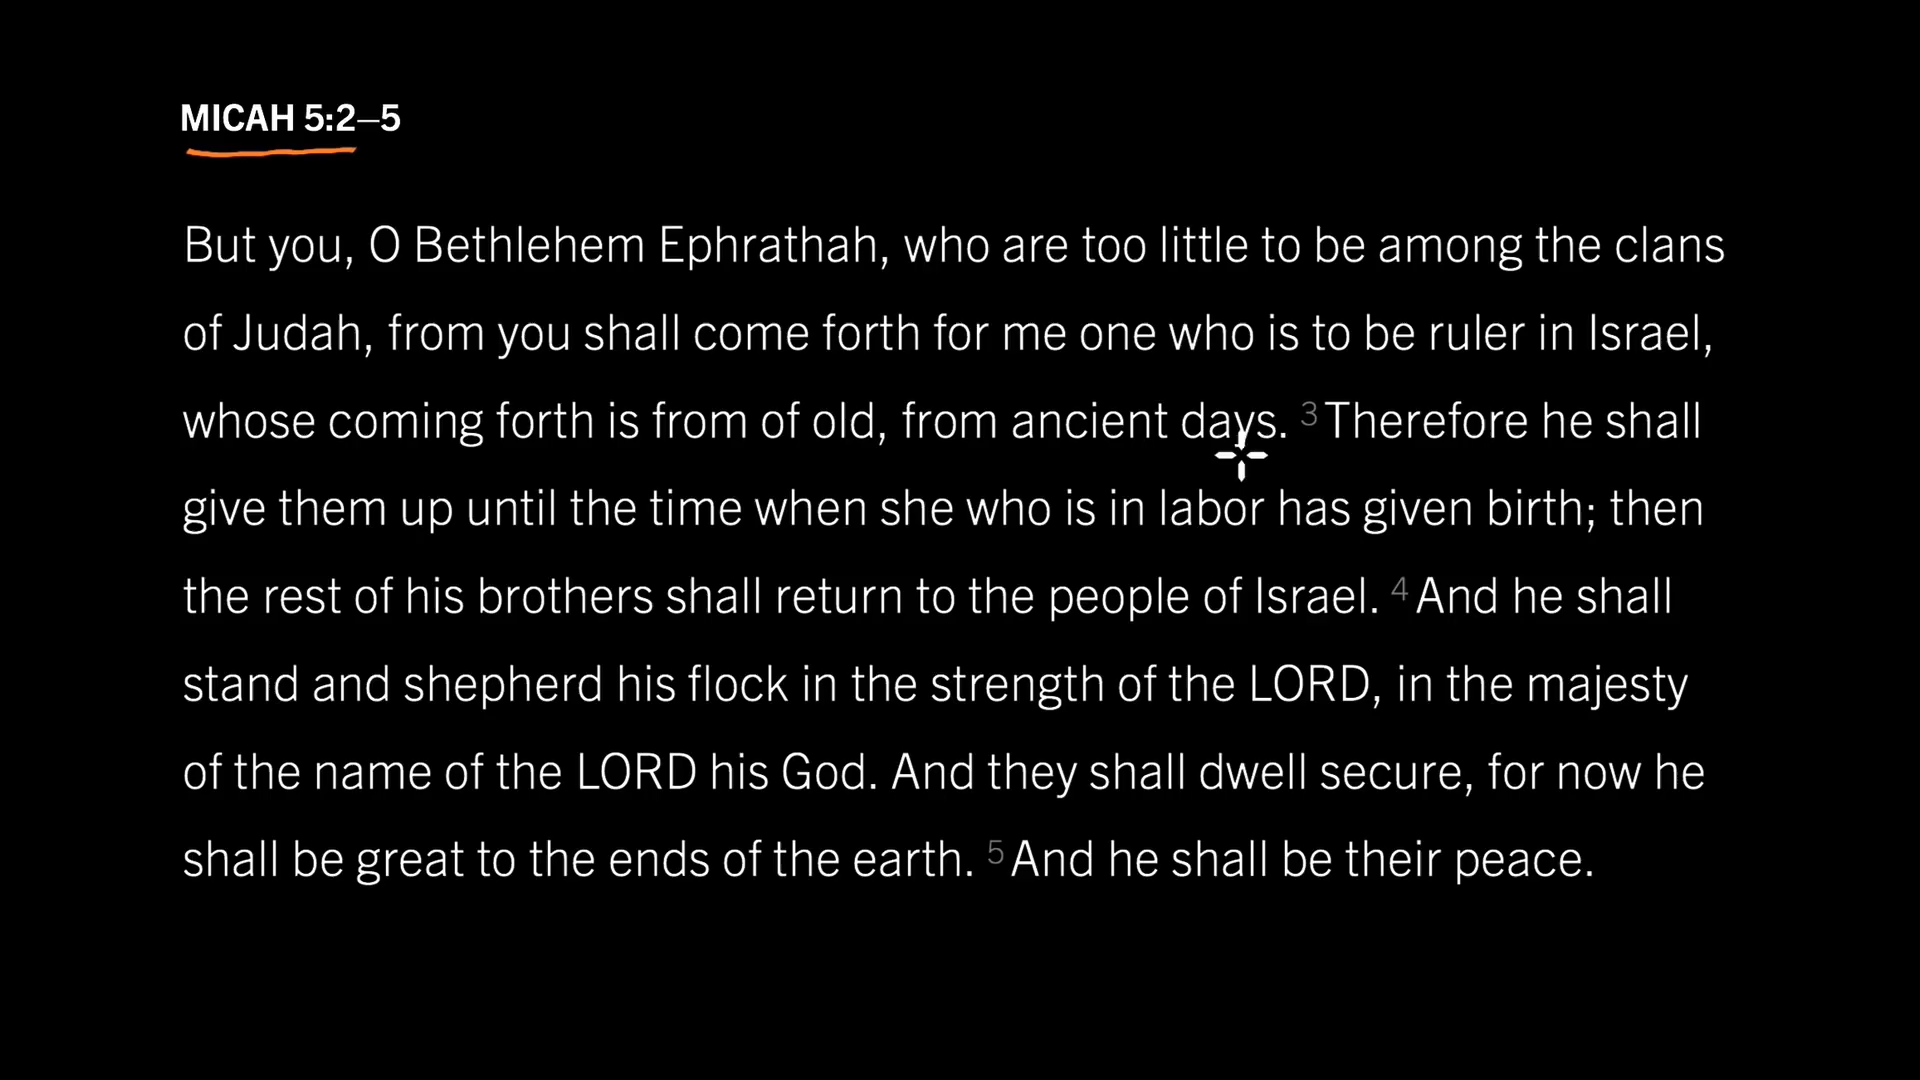 MICAH 5:2–5
But you, O Bethlehem Ephrathah, who are too little to be among the clans
of Judah, from you shall come forth for me one who is to be ruler in Israel,
whose coming forth is from of old, from ancient days. 3 Therefore he shall
give them up until the time when she who is in labor has given birth; then
the rest of his brothers shall return to the people of Israel. 4 And he shall
stand and shepherd his flock in the strength of the LORD, in the majesty
of the name of the LORD his God. And they shall dwell secure, for now he
shall be great to the ends of the earth. 5 And he shall be their peace.